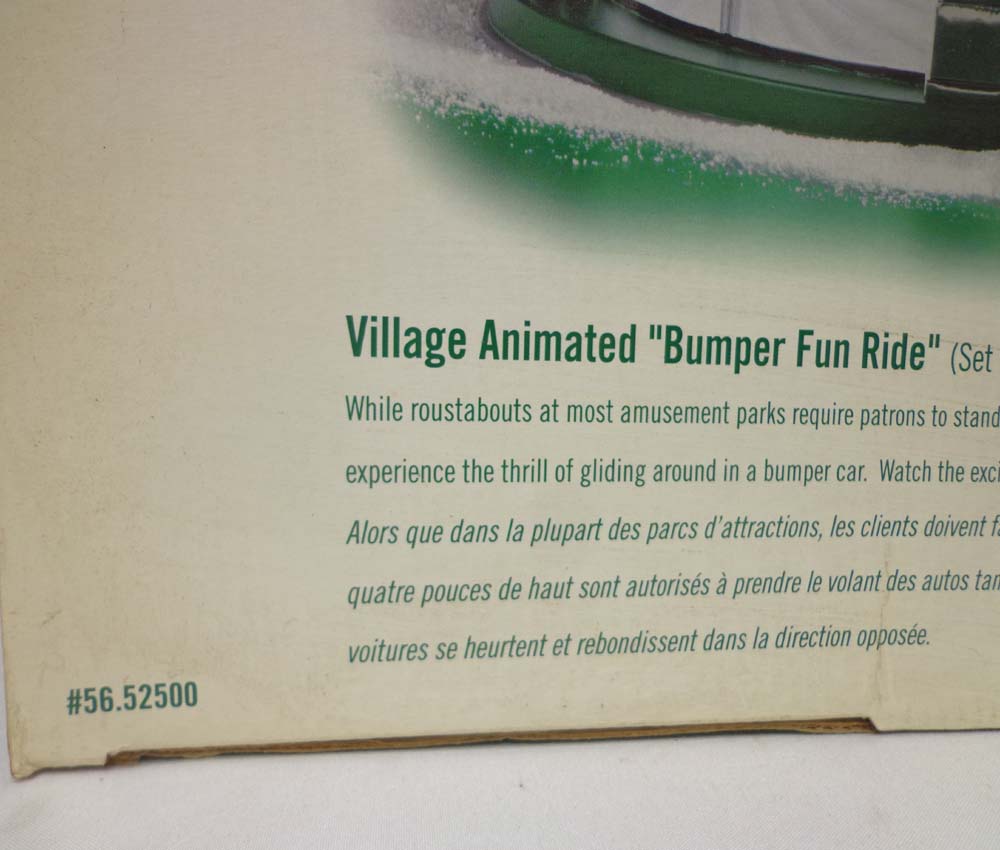 Village Animated "Bumper Fun Ride" (Set
While roustabouts at most amusement parks require patrons to stand
experience the thrill of gliding around in a bumper car. Watch the
Alors que dans la plupart des parcs d'attractions, les clients doivent
quatre pouces de haut sont autorisés à prendre le volant des autos
voitures se heurtent et rebondissent dans la direction opposée.
#56.52500